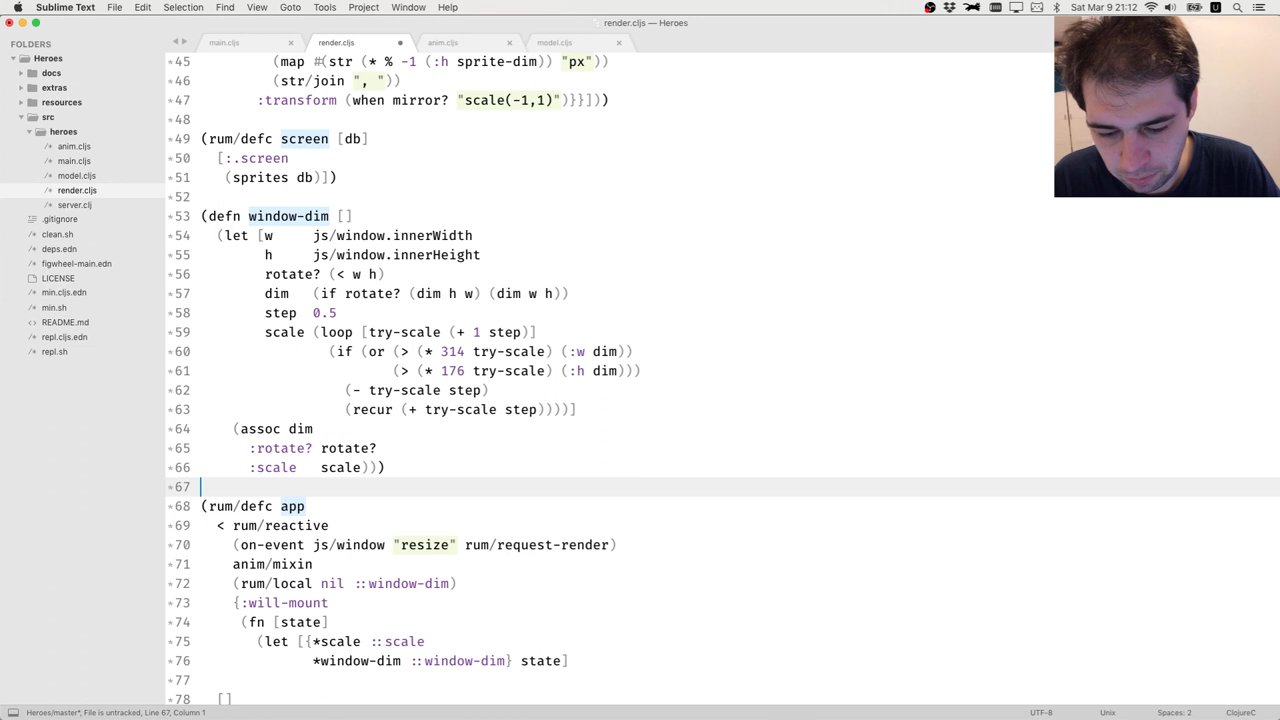 Sublime Text File Edit Selection Find View Goto Tools Project Window Help
Sat Mar 9 21:12
render.cljs — Heroes
FOLDERS
Heroes
docs
extras
resources
src
heroes
anim.cljs
main.cljs
model.cljs
render.cljs
server.clj
.gitignore
clean.sh
deps.edn
figwheel-main.edn
LICENSE
min.cljs.edn
min.sh
README.md
repl.cljs.edn
repl.sh
main.cljs render.cljs anim.cljs model.cljs
45 (map #(str (* % -1 (:h sprite-dim)) "px"))
46 (str/join ", "))
47 :transform (when mirror? "scale(-1,1)")}}]))
48
49 (rum/defc screen [db]
50 [:.screen
51 (sprites db)])
52
53 (defn window-dim []
54 (let [w js/window.innerWidth
55 h js/window.innerHeight
56 rotate? (< w h)
57 dim (if rotate? (dim h w) (dim w h))
58 step 0.5
59 scale (loop [try-scale (+ 1 step)]
60 (if (or (> (* 314 try-scale) (:w dim))
61 (> (* 176 try-scale) (:h dim)))
62 (- try-scale step)
63 (recur (+ try-scale step))))]
64 (assoc dim
65 :rotate? rotate?
66 :scale scale)))
67
68 (rum/defc app
69 < rum/reactive
70 (on-event js/window "resize" rum/request-render)
71 anim/mixin
72 (rum/local nil ::window-dim)
73 {:will-mount
74 (fn [state]
75 (let [{*scale ::scale
76 *window-dim ::window-dim} state]
77
78 []
Heroes/master*, File is untracked, Line 67, Column 1
UTF-8 Unix Spaces: 2 ClojureC